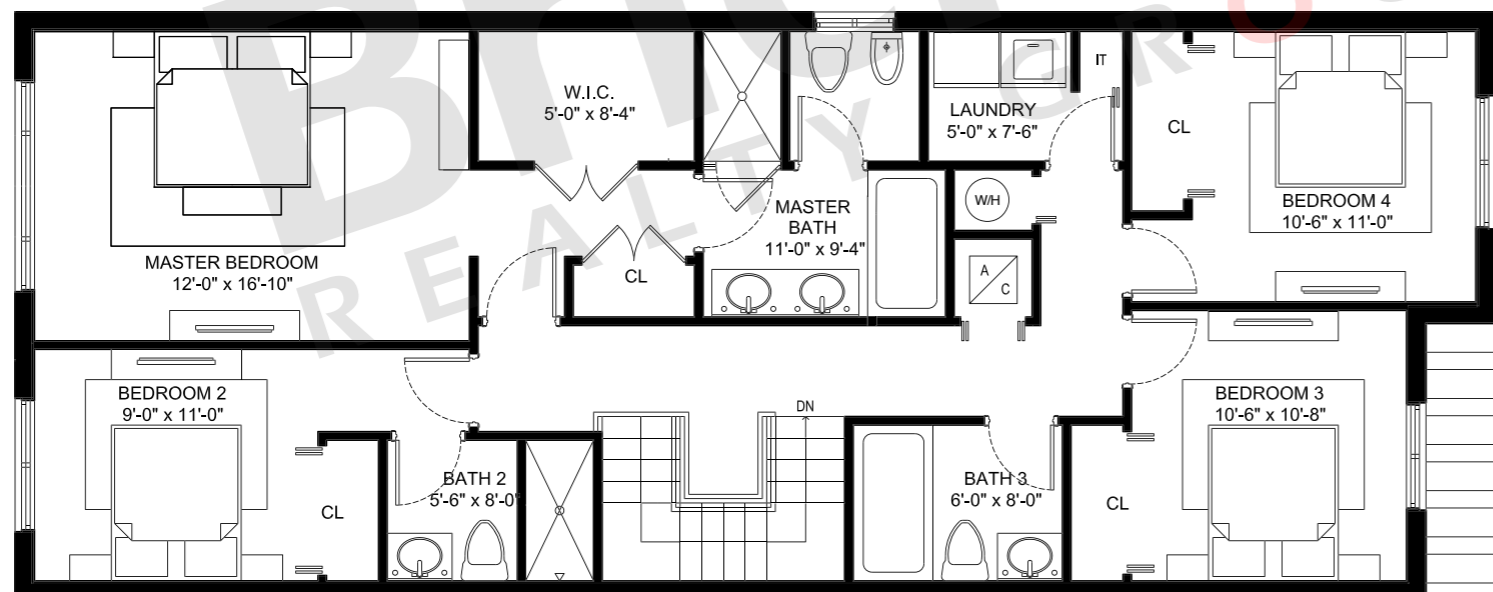 Bric
REALTY GRO
MASTER BEDROOM
12'-0" x 16'-10"
W.I.C.
5'-0" x 8'-4"
CL
MASTER
BATH
11'-0" x 9'-4"
LAUNDRY
5'-0" x 7'-6"
IT
W/H
A
C
CL
BEDROOM 4
10'-6" x 11'-0"
BEDROOM 2
9'-0" x 11'-0"
CL
BATH 2
5'-6" x 8'-0"
DN
BATH 3
6'-0" x 8'-0"
CL
BEDROOM 3
10'-6" x 10'-8"